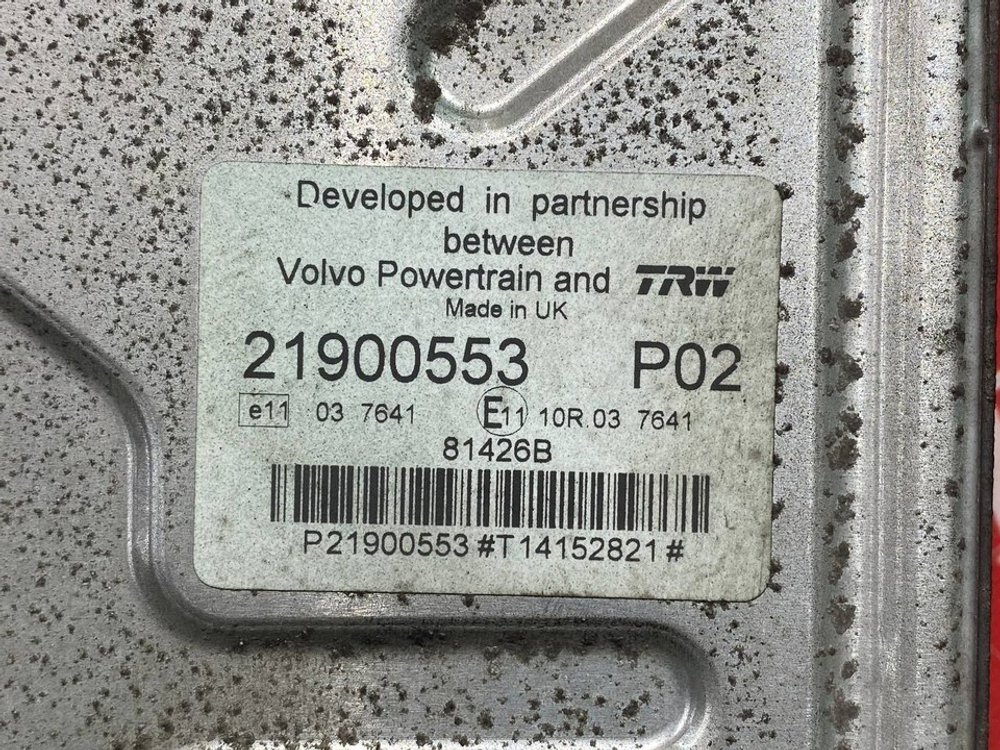 Developed in partnership
between
Volvo Powertrain and TRW
Made in UK
21900553 P02
e11 03 7641 E11 10R 03 7641
81426B
P21900553#T14152821#